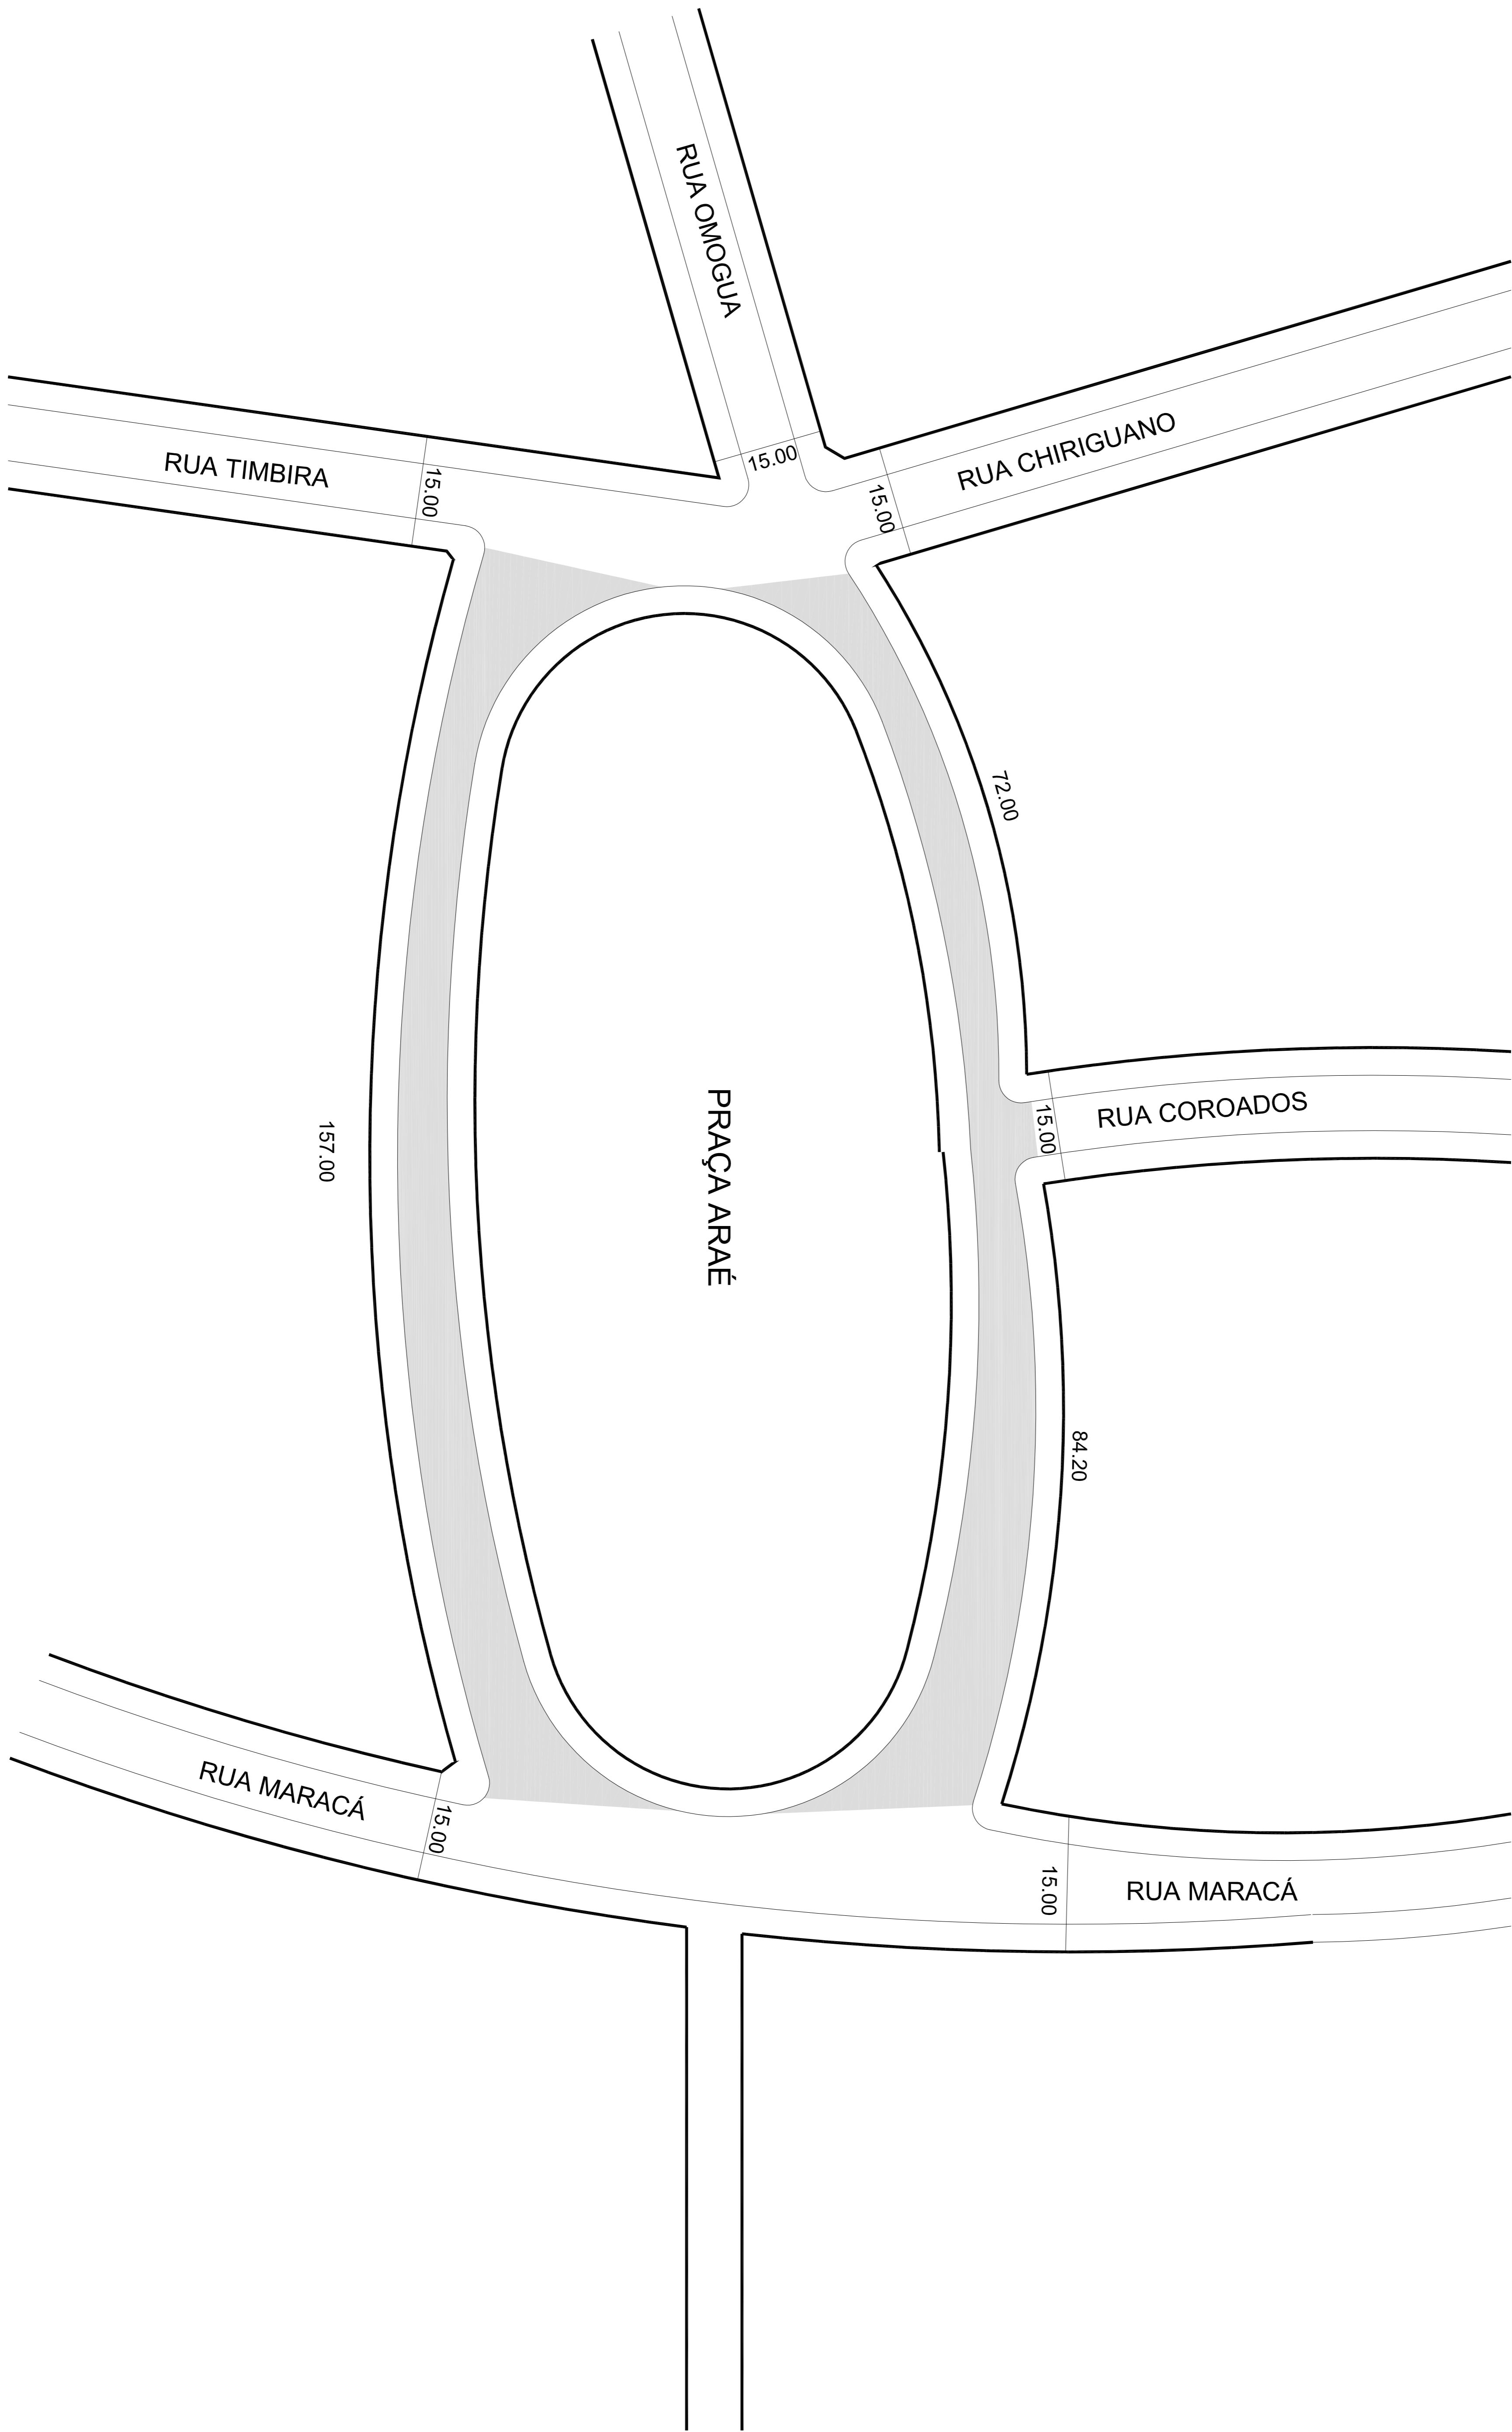 RUA OMOGUA
RUA CHIRIGUANO
RUA TIMBIRA
15.00
15.00
15.00
72.00
RUA COROADOS
15.00
PRAÇA ARAÉ
157.00
84.20
RUA MARACÁ
15.00
15.00
RUA MARACÁ